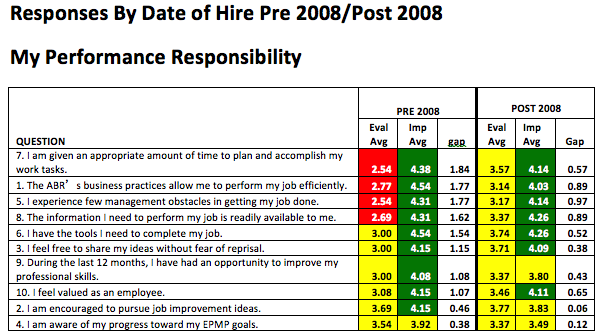 Responses By Date of Hire Pre 2008/Post 2008
My Performance Responsibility
PRE 2008 POST 2008
QUESTION Eval Avg Imp Avg gap Eval Avg Imp Avg Gap
7. I am given an appropriate amount of time to plan and accomplish my
work tasks. 2.54 4.38 1.84 3.57 4.14 0.57
1. The ABR’ s business practices allow me to perform my job efficiently. 2.77 4.54 1.77 3.14 4.03 0.89
5. I experience few management obstacles in getting my job done. 2.54 4.31 1.77 3.17 4.14 0.97
8. The information I need to perform my job is readily available to me. 2.69 4.31 1.62 3.37 4.26 0.89
6. I have the tools I need to complete my job. 3.00 4.54 1.54 3.74 4.26 0.52
3. I feel free to share my ideas without fear of reprisal. 3.00 4.15 1.15 3.71 4.09 0.38
9. During the last 12 months, I have had an opportunity to improve my
professional skills. 3.00 4.08 1.08 3.37 3.80 0.43
10. I feel valued as an employee. 3.08 4.15 1.07 3.46 4.11 0.65
2. I am encouraged to pursue job improvement ideas. 3.69 4.15 0.46 3.77 3.83 0.06
4. I am aware of my progress toward my EPMP goals. 3.54 3.92 0.38 3.37 3.49 0.12